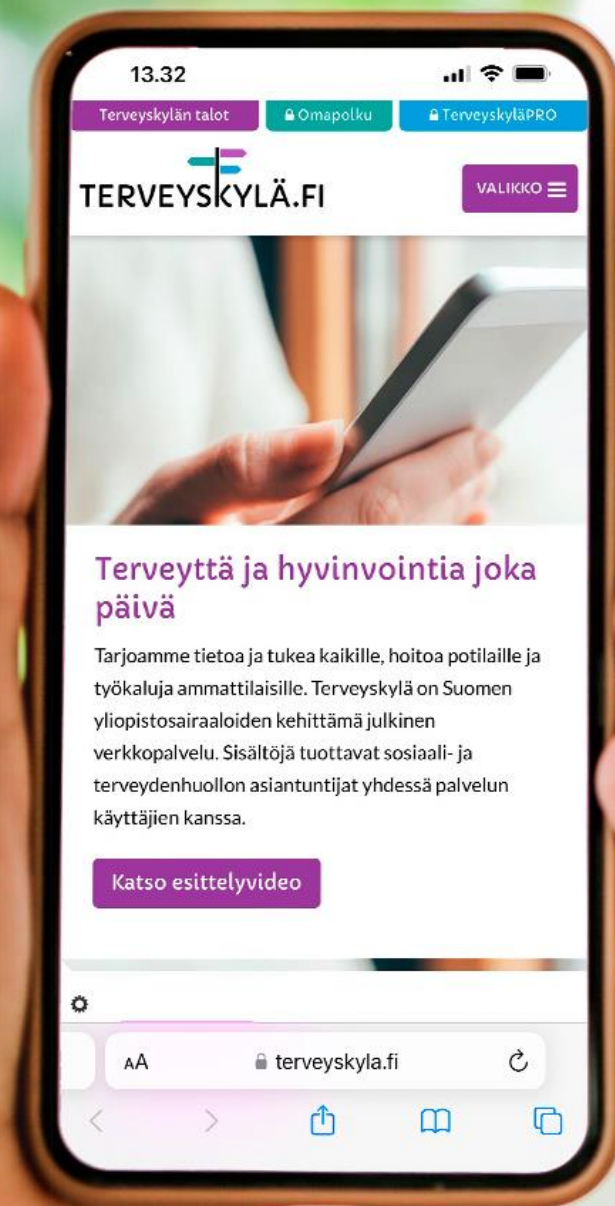 13.32
Terveyskylän talot
Omapolku
TerveyskyläPRO
TERVEYSKYLÄ.FI
VALIKKO
Terveyttä ja hyvinvointia joka
päivä
Tarjoamme tietoa ja tukea kaikille, hoitoa potilaille ja
työkaluja ammattilaisille. Terveyskylä on Suomen
yliopistosairaaloiden kehittämä julkinen
verkkopalvelu. Sisältöjä tuottavat sosiaali- ja
terveydenhuollon asiantuntijat yhdessä palvelun
käyttäjien kanssa.
Katso esittelyvideo
AA
terveyskyla.fi